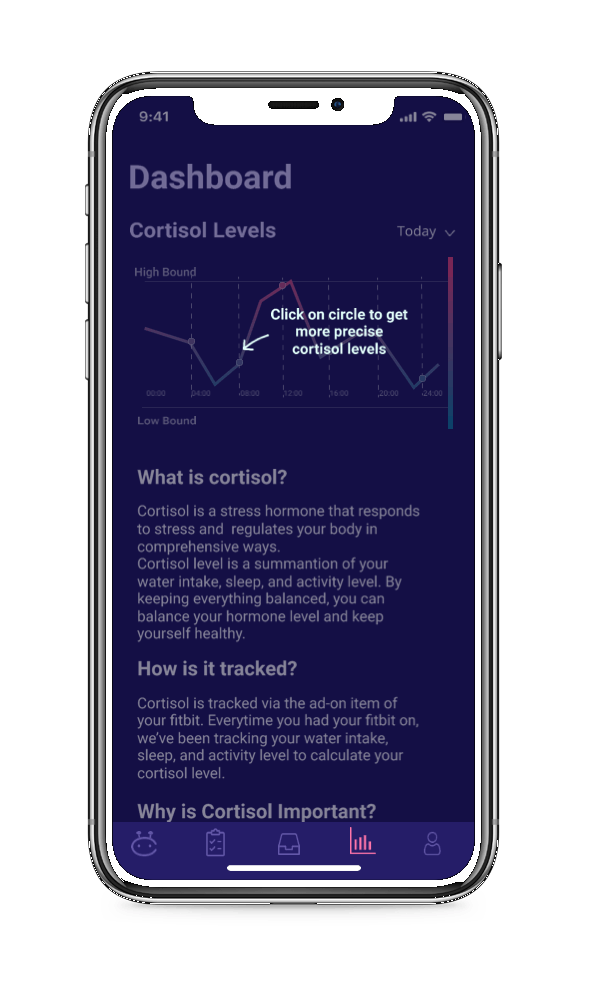 9:41
Dashboard
Cortisol Levels
Today
High Bound
Click on circle to get
more precise
cortisol levels
00:00 04:00 08:00 12:00 16:00 20:00 24:00
Low Bound
What is cortisol?
Cortisol is a stress hormone that responds
to stress and regulates your body in
comprehensive ways.
Cortisol level is a summantion of your
water intake, sleep, and activity level. By
keeping everything balanced, you can
balance your hormone level and keep
yourself healthy.
How is it tracked?
Cortisol is tracked via the ad-on item of
your fitbit. Everytime you had your fitbit on,
we've been tracking your water intake,
sleep, and activity level to calculate your
cortisol level.
Why is Cortisol Important?